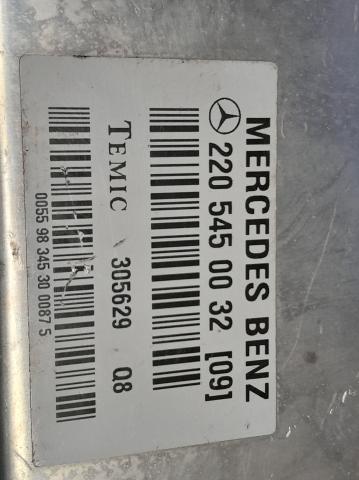 MERCEDES BENZ
220 545 00 32 [09]
TEMIC 305629 Q8
0055 98 345 30 0087 5